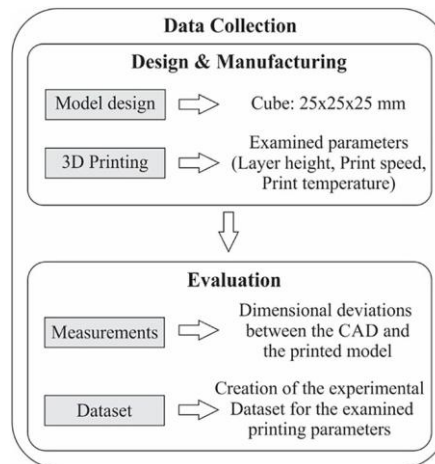 Data Collection
Design & Manufacturing
Model design
Cube: 25x25x25 mm
3D Printing
Examined parameters
(Layer height, Print speed,
Print temperature)
Evaluation
Measurements
Dimensional deviations
between the CAD and
the printed model
Dataset
Creation of the experimental
Dataset for the examined
printing parameters